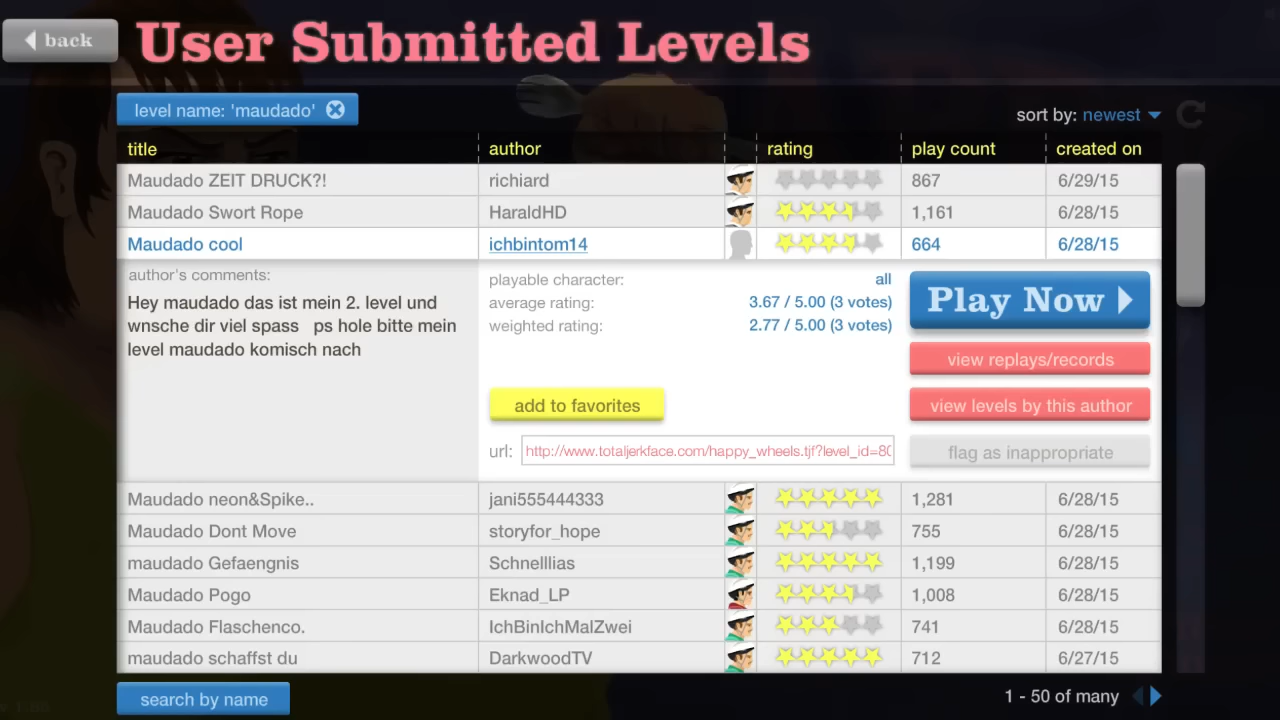 back
User Submitted Levels
level name: 'maudado'
sort by: newest
title author rating play count created on
Maudado ZEIT DRUCK?! richiard 867 6/29/15
Maudado Swort Rope HaraldHD 1,161 6/28/15
Maudado cool ichbintom14 664 6/28/15
author's comments:
Hey maudado das ist mein 2. level und
wnsche dir viel spass ps hole bitte mein
level maudado komisch nach
playable character: all
average rating: 3.67 / 5.00 (3 votes)
weighted rating: 2.77 / 5.00 (3 votes)
add to favorites
url: http://www.totaljerkface.com/happy_wheels.tjf?level_id=80
Play Now
view replays/records
view levels by this author
flag as inappropriate
Maudado neon&Spike.. jani555444333 1,281 6/28/15
Maudado Dont Move storyfor_hope 755 6/28/15
maudado Gefaengnis Schnelllias 1,199 6/28/15
Maudado Pogo Eknad_LP 1,008 6/28/15
Maudado Flaschenco. IchBinIchMalZwei 741 6/28/15
maudado schaffst du DarkwoodTV 712 6/27/15
search by name
1 - 50 of many